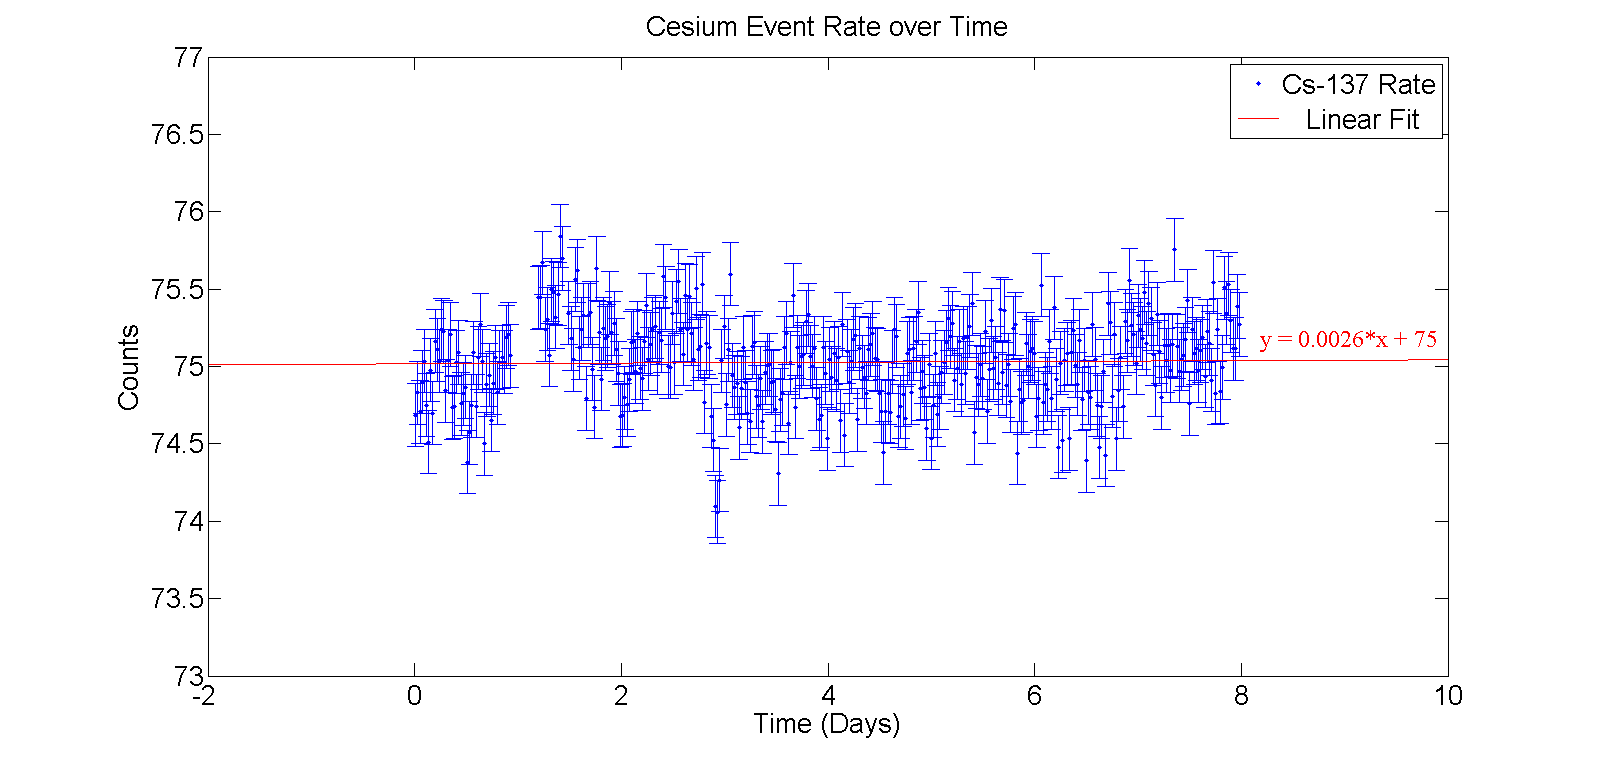 Cesium Event Rate over Time
77
76.5
76
75.5
75
74.5
74
73.5
73
Counts
Cs-137 Rate
Linear Fit
y = 0.0026*x + 75
-2 0 2 4 6 8 10
Time (Days)